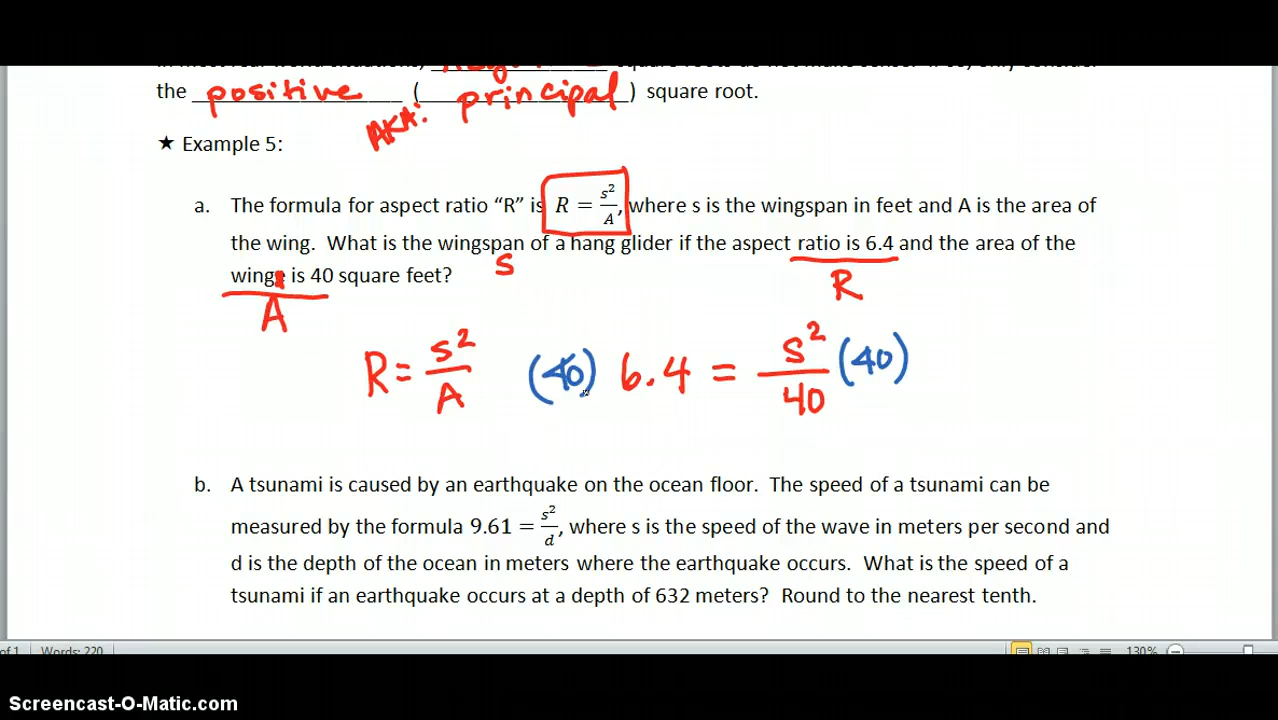 the positive (principal) square root.
AKA:
★ Example 5:
a. The formula for aspect ratio “R” is R = s²/A, where s is the wingspan in feet and A is the area of
the wing. What is the wingspan of a hang glider if the aspect ratio is 6.4 and the area of the
wing is 40 square feet?
s
R
A
R = s²/A (40) 6.4 = s²/40 (40)
b. A tsunami is caused by an earthquake on the ocean floor. The speed of a tsunami can be
measured by the formula 9.61 = s²/d, where s is the speed of the wave in meters per second and
d is the depth of the ocean in meters where the earthquake occurs. What is the speed of a
tsunami if an earthquake occurs at a depth of 632 meters? Round to the nearest tenth.
of 1 Words: 220 130%
Screencast-O-Matic.com